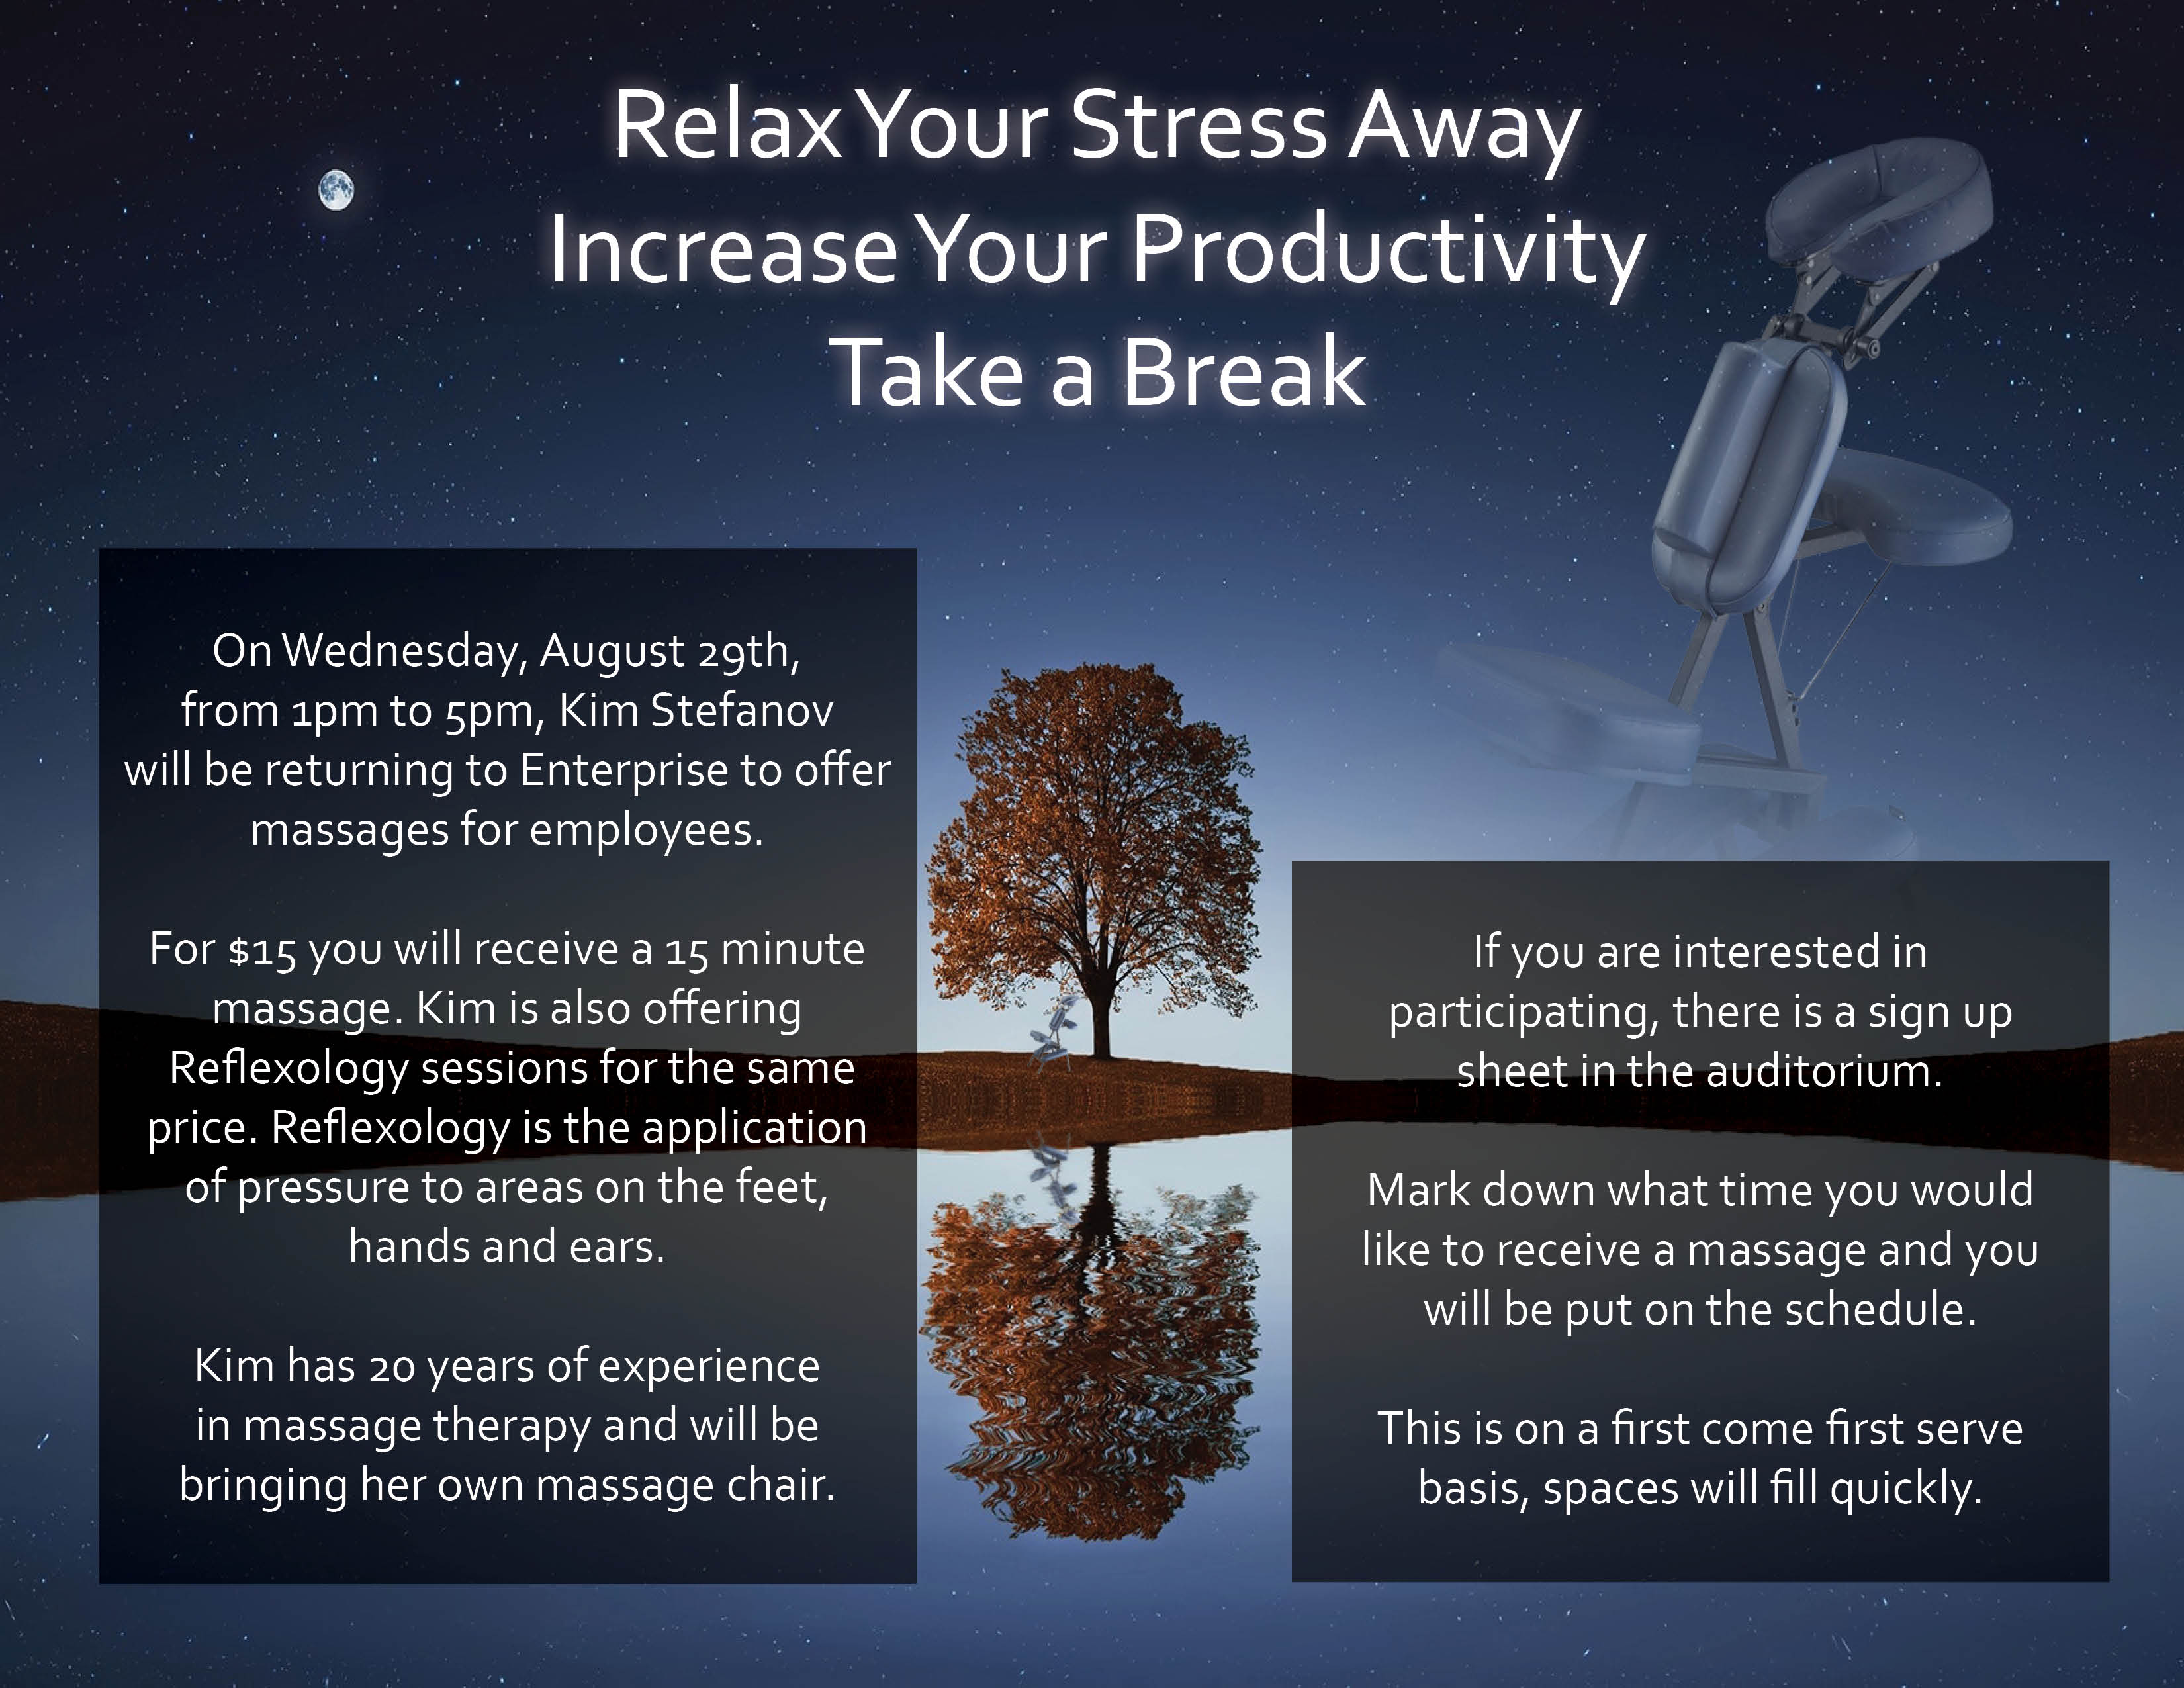 Relax Your Stress Away
Increase Your Productivity
Take a Break
On Wednesday, August 29th,
from 1pm to 5pm, Kim Stefanov
will be returning to Enterprise to offer
massages for employees.
For $15 you will receive a 15 minute
massage. Kim is also offering
Reflexology sessions for the same
price. Reflexology is the application
of pressure to areas on the feet,
hands and ears.
Kim has 20 years of experience
in massage therapy and will be
bringing her own massage chair.
If you are interested in
participating, there is a sign up
sheet in the auditorium.
Mark down what time you would
like to receive a massage and you
will be put on the schedule.
This is on a first come first serve
basis, spaces will fill quickly.